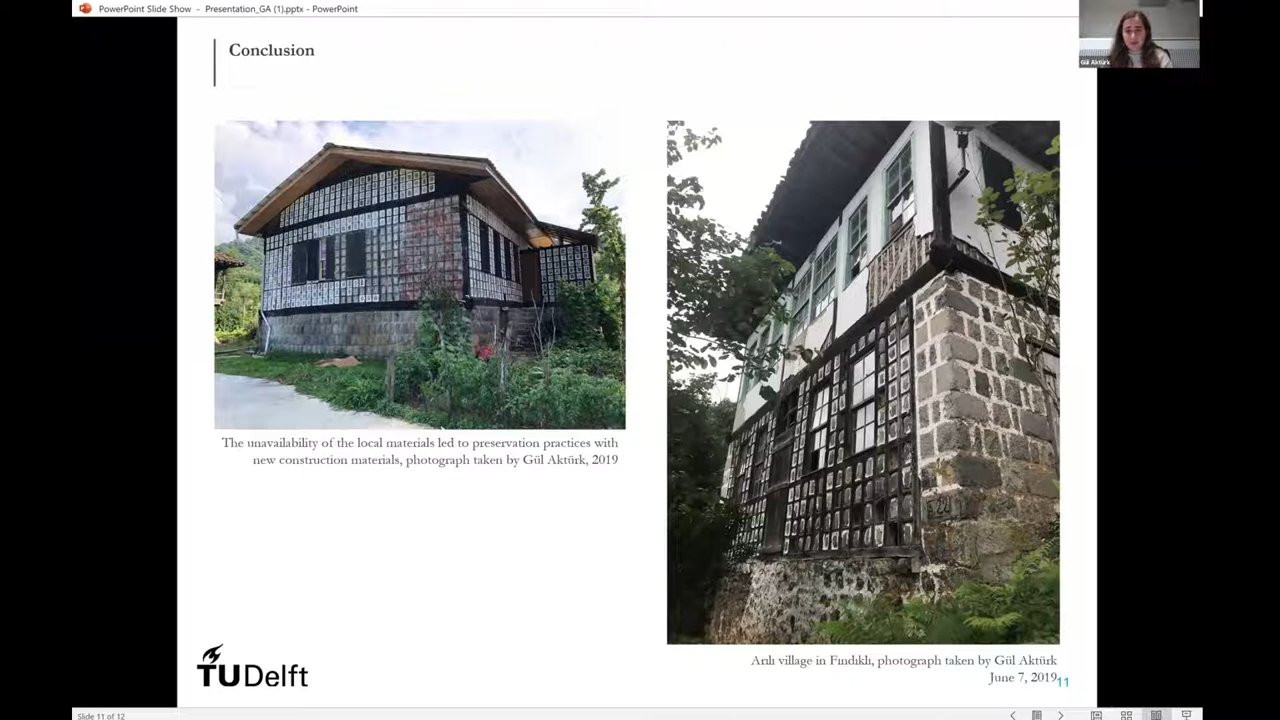 PowerPoint Slide Show - Presentation_GA (1).pptx - PowerPoint
Gül Aktürk
Conclusion
The unavailability of the local materials led to preservation practices with
new construction materials, photograph taken by Gül Aktürk, 2019
Arılı village in Fındıklı, photograph taken by Gül Aktürk
June 7, 2019
11
TUDelft
Slide 11 of 12